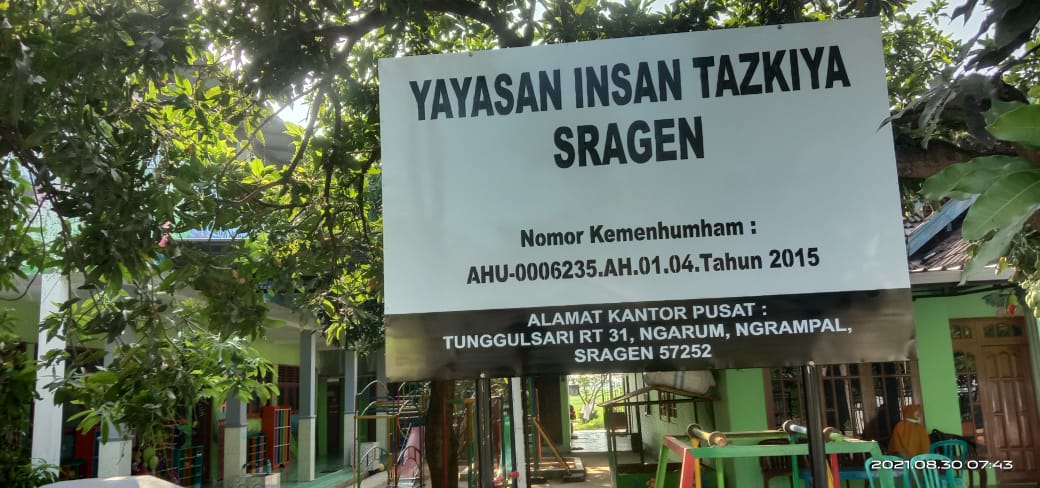 YAYASAN INSAN TAZKIYA
SRAGEN
Nomor Kemenhumham :
AHU-0006235.AH.01.04.Tahun 2015
ALAMAT KANTOR PUSAT :
TUNGGULSARI RT 31, NGARUM, NGRAMPAL,
SRAGEN 57252
2021.08.30 07:43